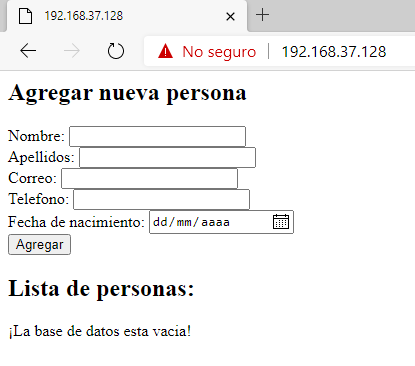 192.168.37.128
No seguro 192.168.37.128
Agregar nueva persona
Nombre:
Apellidos:
Correo:
Telefono:
Fecha de nacimiento: dd/mm/aaaa
Agregar
Lista de personas:
¡La base de datos esta vacia!